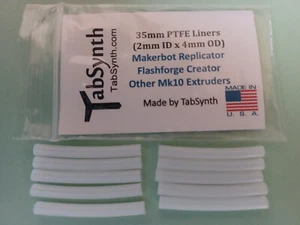 TabSynth
TabSynth.com
35mm PTFE Liners
(2mm ID x 4mm OD)
Makerbot Replicator
Flashforge Creator
Other Mk10 Extruders
Made by TabSynth
MADE IN
U.S.A.